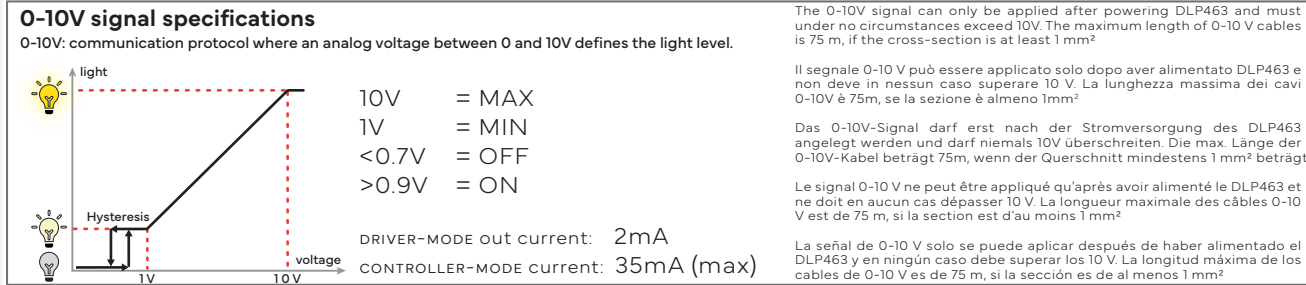 0-10V signal specifications
0-10V: communication protocol where an analog voltage between 0 and 10V defines the light level.
light
Hysteresis
voltage
1V
10V
10V = MAX
1V = MIN
<0.7V = OFF
>0.9V = ON
DRIVER-MODE out current: 2mA
CONTROLLER-MODE current: 35mA (max)
The 0-10V signal can only be applied after powering DLP463 and must
under no circumstances exceed 10V. The maximum length of 0-10 V cables
is 75 m, if the cross-section is at least 1 mm²
Il segnale 0-10 V può essere applicato solo dopo aver alimentato DLP463 e
non deve in nessun caso superare 10 V. La lunghezza massima dei cavi
0-10V è 75m, se la sezione è almeno 1mm²
Das 0-10V-Signal darf erst nach der Stromversorgung des DLP463
angelegt werden und darf niemals 10V überschreiten. Die max. Länge der
0-10V-Kabel beträgt 75m, wenn der Querschnitt mindestens 1 mm² beträgt
Le signal 0-10 V ne peut être appliqué qu'après avoir alimenté le DLP463 et
ne doit en aucun cas dépasser 10 V. La longueur maximale des câbles 0-10
V est de 75 m, si la section est d'au moins 1 mm²
La señal de 0-10 V solo se puede aplicar después de haber alimentado el
DLP463 y en ningún caso debe superar los 10 V. La longitud máxima de los
cables de 0-10 V es de 75 m, si la sección es de al menos 1 mm²